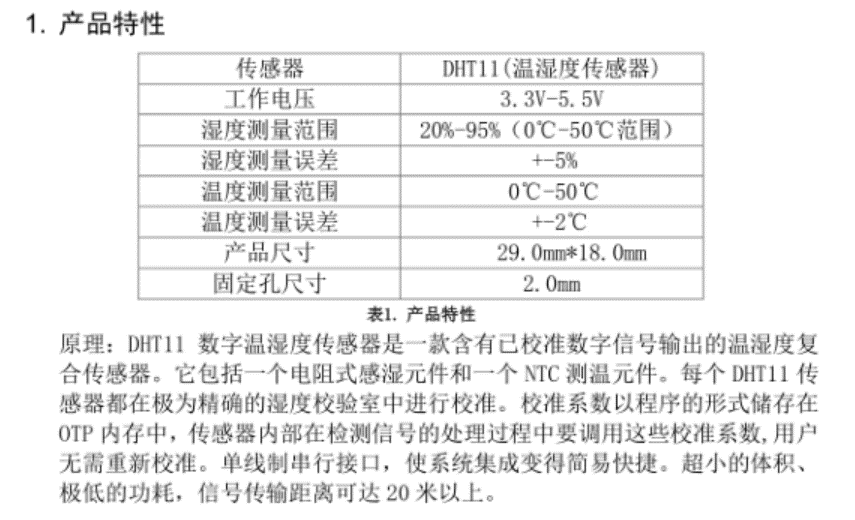 1. 产品特性
传感器 DHT11(温湿度传感器)
工作电压 3.3V-5.5V
湿度测量范围 20%-95%（0℃-50℃范围）
湿度测量误差 +-5%
温度测量范围 0℃-50℃
温度测量误差 +-2℃
产品尺寸 29.0mm*18.0mm
固定孔尺寸 2.0mm
表1. 产品特性
原理：DHT11 数字温湿度传感器是一款含有已校准数字信号输出的温湿度复
合传感器。它包括一个电阻式感湿元件和一个 NTC 测温元件。每个 DHT11 传
感器都在极为精确的湿度校验室中进行校准。校准系数以程序的形式储存在
OTP 内存中，传感器内部在检测信号的处理过程中要调用这些校准系数,用户
无需重新校准。单线制串行接口，使系统集成变得简易快捷。超小的体积、
极低的功耗，信号传输距离可达 20 米以上。